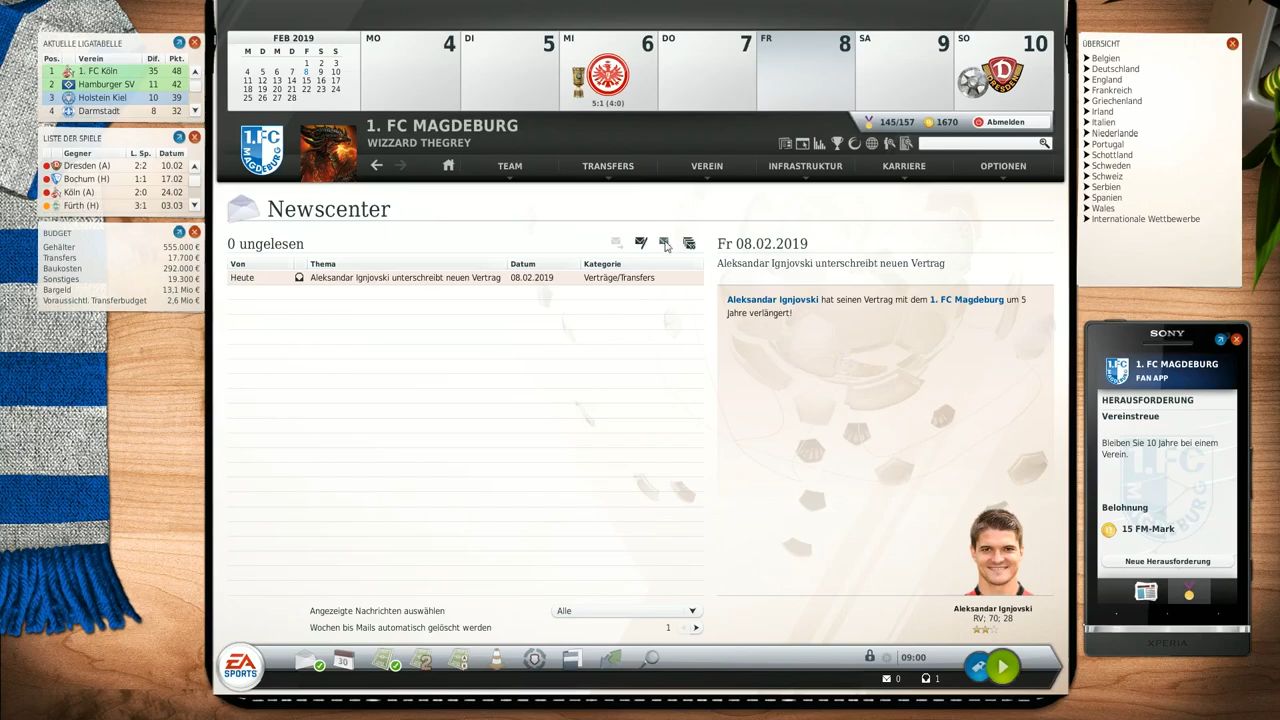 AKTUELLE LIGATABELLE
Pos. Verein Dif. Pkt.
1 1. FC Köln 35 48
2 Hamburger SV 11 42
3 Holstein Kiel 10 39
4 Darmstadt 8 32
LISTE DER SPIELE
Gegner L. Sp. Datum
Dresden (A) 2:2 10.02
Bochum (H) 1:1 17.02
Köln (A) 2:0 24.02
Fürth (H) 3:1 03.03
BUDGET
Gehälter 555.000 €
Transfers 17.700 €
Baukosten 292.000 €
Sonstiges 19.300 €
Bargeld 13,1 Mio €
Voraussichtl. Transferbudget 2,6 Mio €
FEB 2019
M D M D F S S
1 2 3
4 5 6 7 8 9 10
11 12 13 14 15 16 17
18 19 20 21 22 23 24
25 26 27 28
MO 4
DI 5
MI 6
5:1 (4:0)
DO 7
FR 8
SA 9
SO 10
DRESDEN
1. FC MAGDEBURG
WIZZARD THEGREY
1.FC MAGDEBURG
145/157 1670 Abmelden
TEAM TRANSFERS VEREIN INFRASTRUKTUR KARRIERE OPTIONEN
Newscenter
0 ungelesen
Von Thema Datum Kategorie
Heute Aleksandar Ignjovski unterschreibt neuen Vertrag 08.02.2019 Verträge/Transfers
Angezeigte Nachrichten auswählen Alle
Wochen bis Mails automatisch gelöscht werden 1
Fr 08.02.2019
Aleksandar Ignjovski unterschreibt neuen Vertrag
Aleksandar Ignjovski hat seinen Vertrag mit dem 1. FC Magdeburg um 5
Jahre verlängert!
Aleksandar Ignjovski
RV; 70; 28
EA
SPORTS
30
09:00
0 1
ÜBERSICHT
Belgien
Deutschland
England
Frankreich
Griechenland
Irland
Italien
Niederlande
Portugal
Schottland
Schweden
Schweiz
Serbien
Spanien
Wales
Internationale Wettbewerbe
SONY
1. FC MAGDEBURG
FAN APP
HERAUSFORDERUNG
Vereinstreue
Bleiben Sie 10 Jahre bei einem
Verein.
Belohnung
15 FM-Mark
Neue Herausforderung
XPERIA